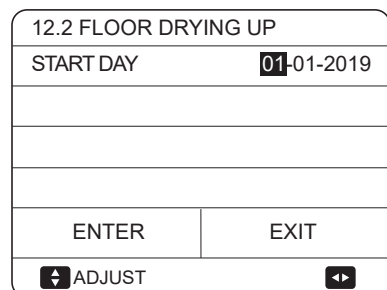 12.2 FLOOR DRYING UP
START DAY 01-01-2019
ENTER EXIT
ADJUST